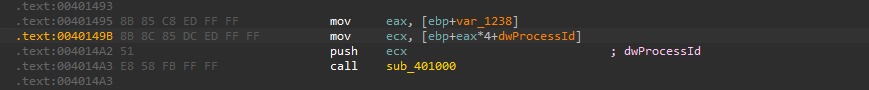 .text:00401493
.text:00401495 8B 85 C8 ED FF FF mov eax, [ebp+var_1238]
.text:0040149B 8B 8C 85 DC ED FF FF mov ecx, [ebp+eax*4+dwProcessId]
.text:004014A2 51 push ecx ; dwProcessId
.text:004014A3 E8 58 FB FF FF call sub_401000
.text:004014A3